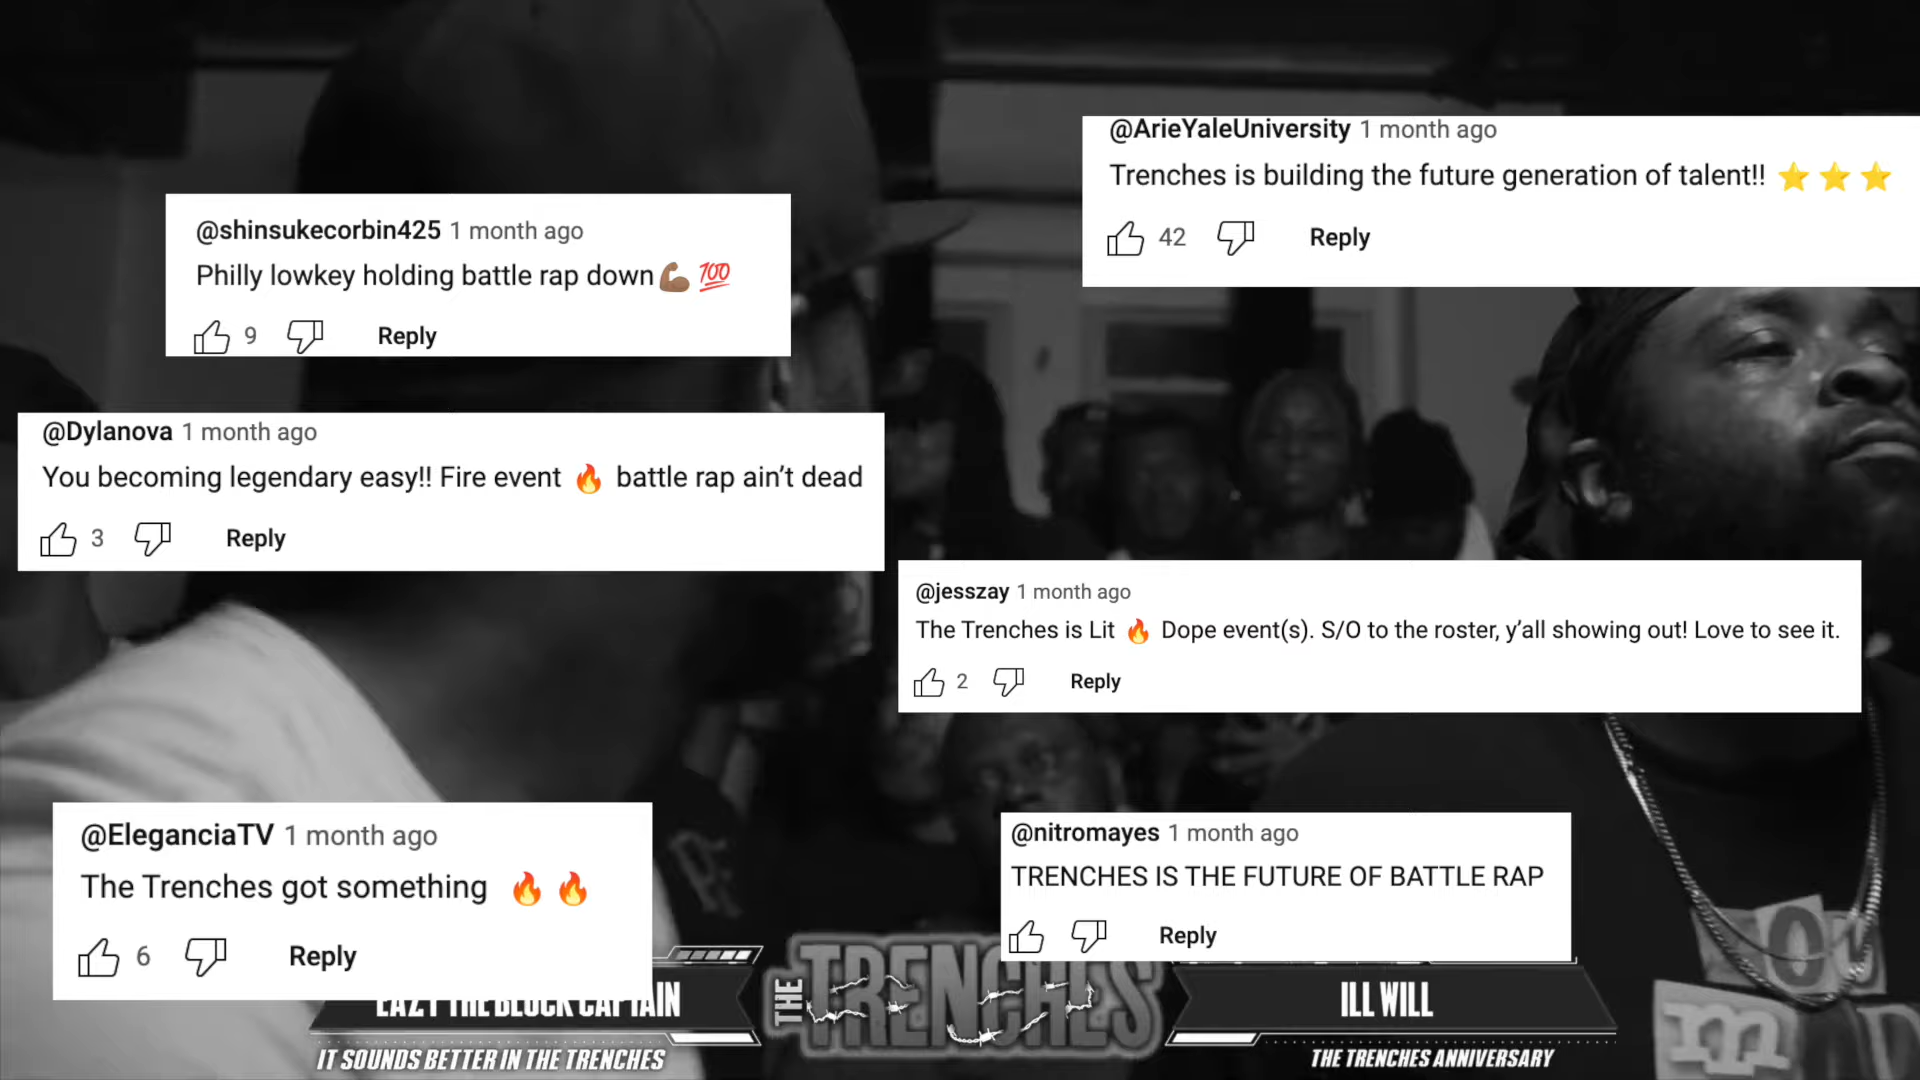 @ArieYaleUniversity 1 month ago
Trenches is building the future generation of talent!! ⭐⭐⭐
42 Reply
@shinsukecorbin425 1 month ago
Philly lowkey holding battle rap down💪🏽💯
9 Reply
@Dylanova 1 month ago
You becoming legendary easy!! Fire event 🔥 battle rap ain’t dead
3 Reply
@jesszay 1 month ago
The Trenches is Lit 🔥 Dope event(s). S/O to the roster, y’all showing out! Love to see it.
2 Reply
@EleganciaTV 1 month ago
The Trenches got something 🔥🔥
6 Reply
@nitromayes 1 month ago
TRENCHES IS THE FUTURE OF BATTLE RAP
Reply
EAZY THE BLOCK CAPTAIN
THE TRENCHES
ILL WILL
IT SOUNDS BETTER IN THE TRENCHES
THE TRENCHES ANNIVERSARY